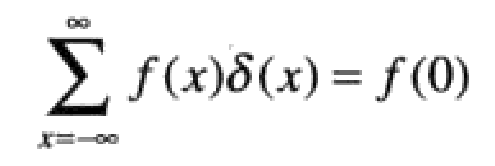 ∞
∑ f(x)δ(x) = f(0)
x=-∞